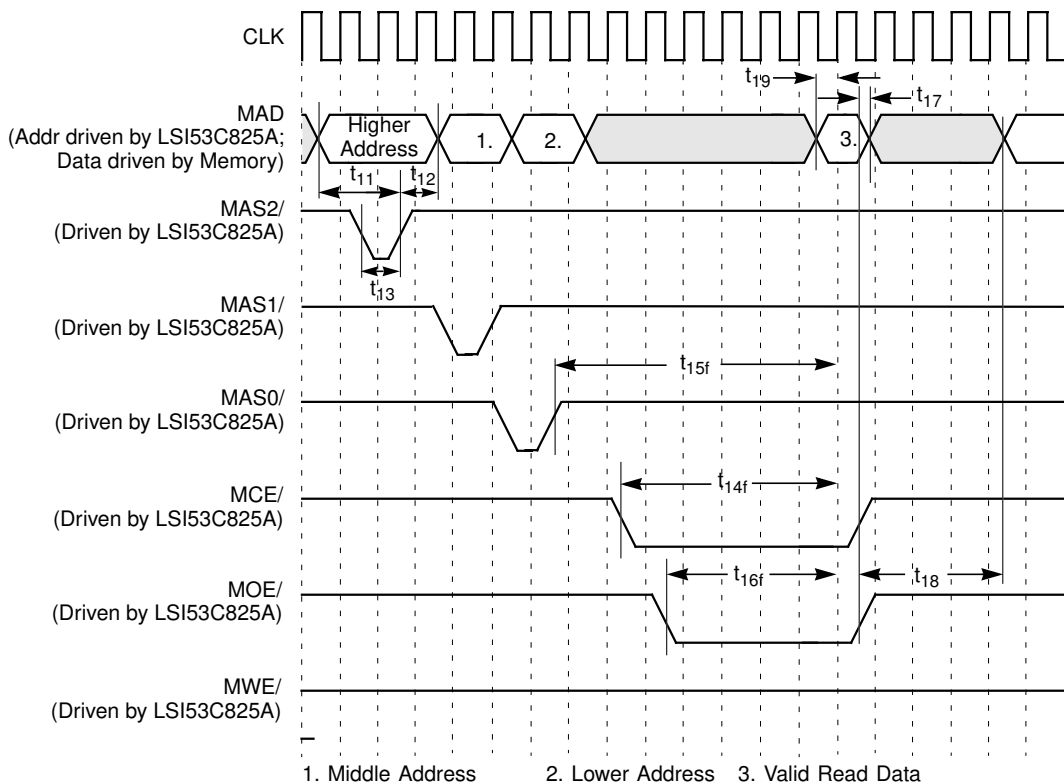 CLK
t19
t17
MAD
(Addr driven by LSI53C825A;
Data driven by Memory)
Higher
Address
1.
2.
3.
t11
t12
MAS2/
(Driven by LSI53C825A)
t13
MAS1/
(Driven by LSI53C825A)
t15f
MAS0/
(Driven by LSI53C825A)
t14f
MCE/
(Driven by LSI53C825A)
t16f
t18
MOE/
(Driven by LSI53C825A)
MWE/
(Driven by LSI53C825A)
1. Middle Address 2. Lower Address 3. Valid Read Data